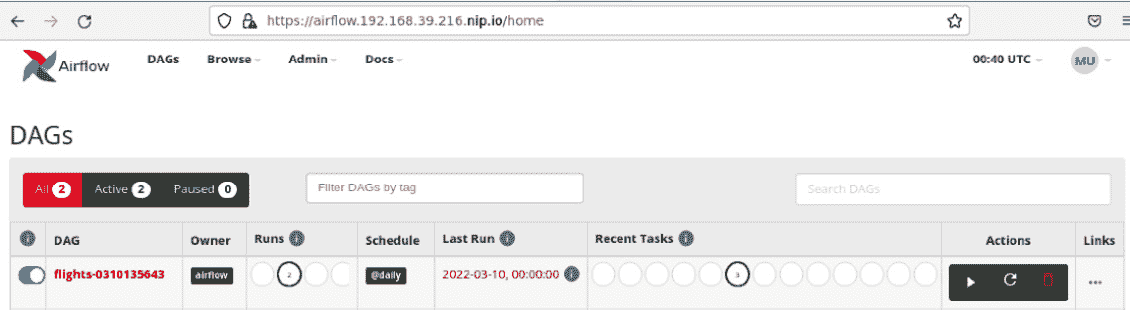 https://airflow.192.168.39.216.nip.io/home
Airflow DAGs Browse Admin Docs 00:40 UTC MU
DAGs
All 2 Active 2 Paused 0 Filter DAGs by tag Search DAGs
DAG Owner Runs Schedule Last Run Recent Tasks Actions Links
flights-0310135643 airflow 2 @daily 2022-03-10, 00:00:00 3